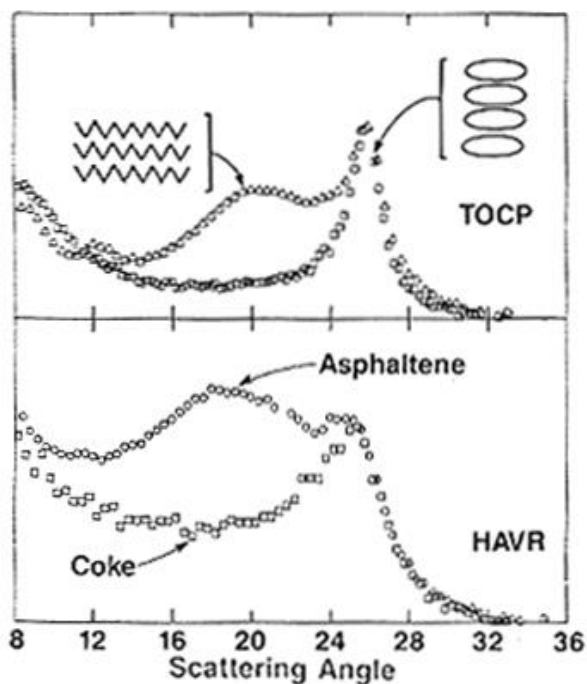 TOCP
Asphaltene
Coke
HAVR
8 12 16 20 24 28 32 36
Scattering Angle